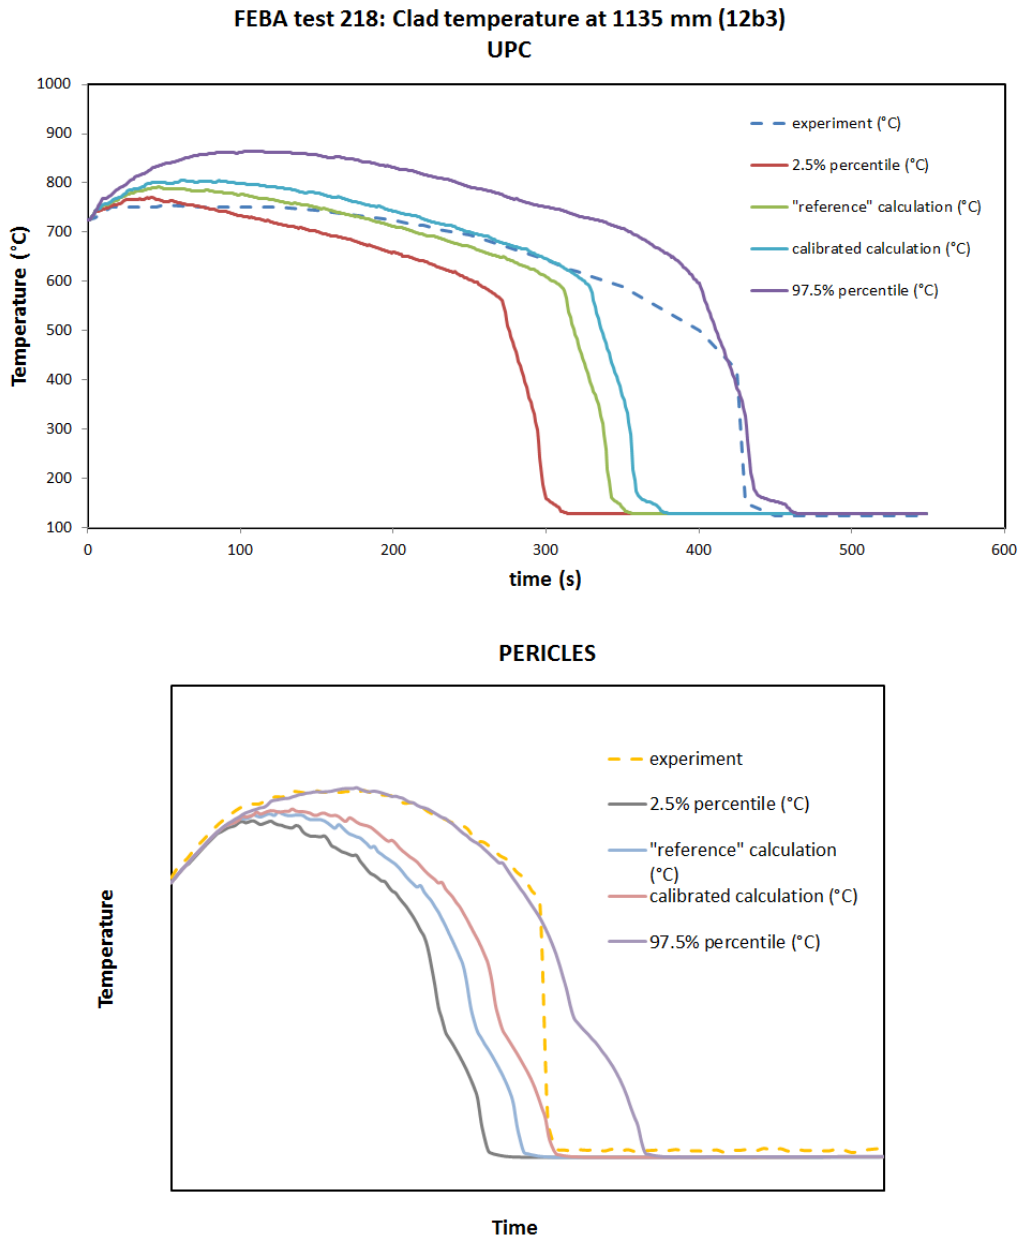 FEBA test 218: Clad temperature at 1135 mm (12b3)
UPC
1000
900
800
700
600
500
400
300
200
100
0
100
200
300
400
500
600
Temperature (°C)
time (s)
experiment (°C)
2.5% percentile (°C)
"reference" calculation (°C)
calibrated calculation (°C)
97.5% percentile (°C)
PERICLES
Temperature
Time
experiment
2.5% percentile (°C)
"reference" calculation
(°C)
calibrated calculation (°C)
97.5% percentile (°C)